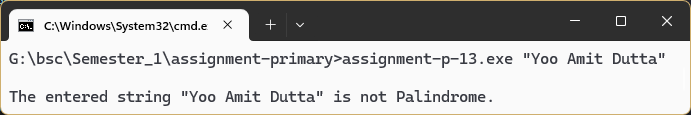 C:\Windows\System32\cmd.e:
G:\bsc\Semester_1\assignment-primary>assignment-p-13.exe "Yoo Amit Dutta"
The entered string "Yoo Amit Dutta" is not Palindrome.